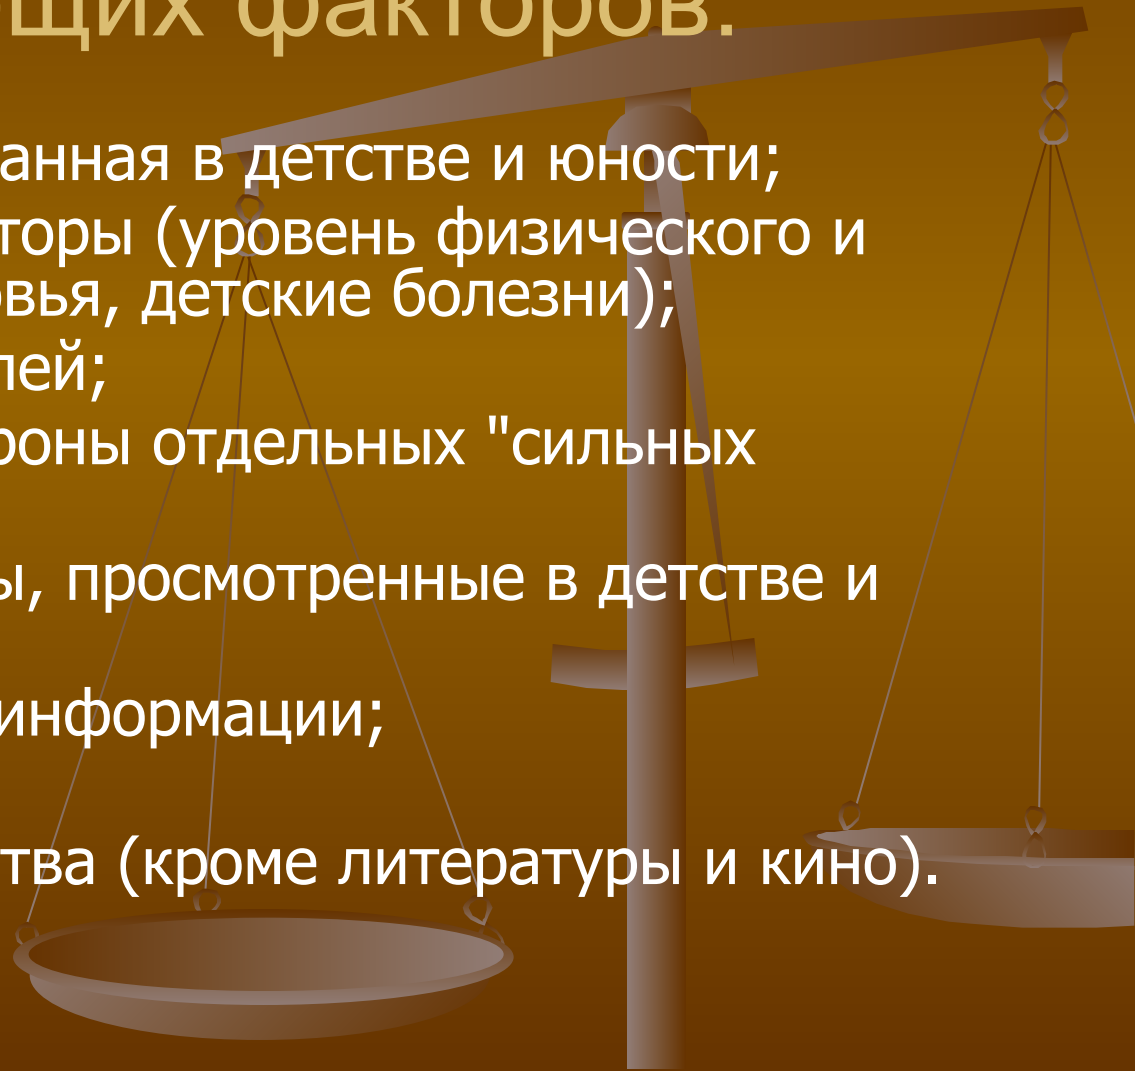 щих факторов.
анная в детстве и юности;
торы (уровень физического и
овья, детские болезни);
лей;
роны отдельных "сильных
ы, просмотренные в детстве и
информации;
тва (кроме литературы и кино).